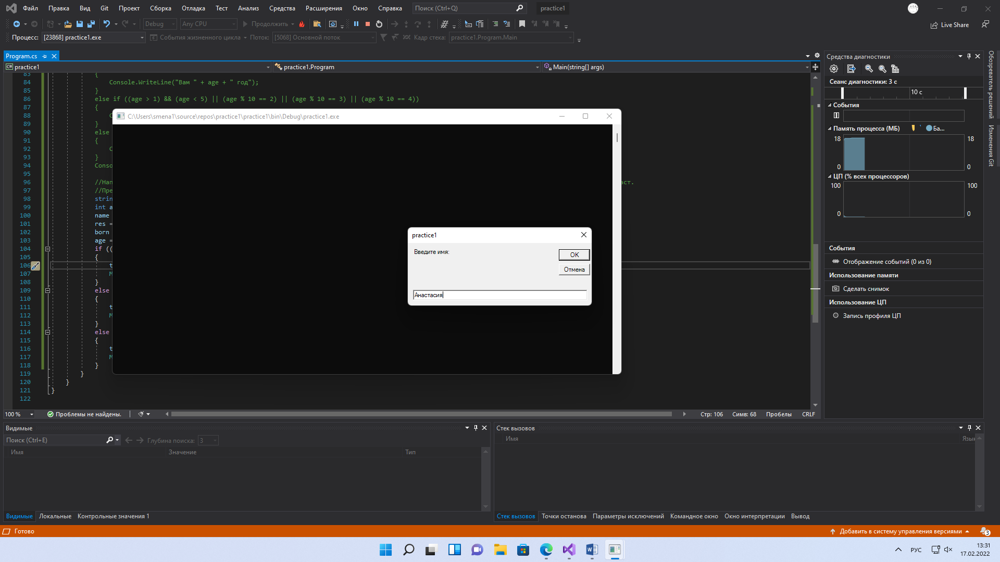 Файл Правка Вид Git Проект Сборка Отладка Тест Анализ Средства Расширения Окно Справка Поиск (Ctrl+Q) practice1
Debug Any CPU Продолжить Live Share
Процесс: [23868] practice1.exe События жизненного цикла Поток: [5068] Основной поток Кадр стека: practice1.Program.Main
Program.cs
practice1 practice1.Program Main(string[] args)
83 {
84 Console.WriteLine("Вам " + age + " год");
85 }
86 else if ((age > 1) && (age < 5) || (age % 10 == 2) || (age % 10 == 3) || (age % 10 == 4))
87 {
88 C
89 }
90 else
91 {
92 C
93 }
94 Conso
95
96 //Нап аст.
97 //Пре
98 strin
99 int a
100 name
101 res =
102 born
103 age =
104 if ((
105 {
106 t
107 M
108 }
109 else
110 {
111 t
112 M
113 }
114 else
115 {
116 t
117 M
118 }
119 }
120 }
121 }
122
C:\Users\smena1\source\repos\practice1\practice1\bin\Debug\practice1.exe
practice1
Введите имя:
OK
Отмена
Анастасия
100 % Проблемы не найдены. Стр: 106 Симв: 68 Пробелы CRLF
Средства диагностики
Сеанс диагностики: 3 с
10 с
События
Память процесса (МБ) Ба...
18 18
0 0
ЦП (% всех процессоров)
100 100
0 0
События
Отображение событий (0 из 0)
Использование памяти
Сделать снимок
Использование ЦП
Запись профиля ЦП
Обозреватель решений
Изменения Git
Видимые
Поиск (Ctrl+E) Глубина поиска: 3
Имя Значение Тип
Видимые Локальные Контрольные значения 1
Стек вызовов
Имя Язык
Стек вызовов Точки останова Параметры исключений Командное окно Окно интерпретации Вывод
Готово Добавить в систему управления версиями 3
РУС 13:31
17.02.2022